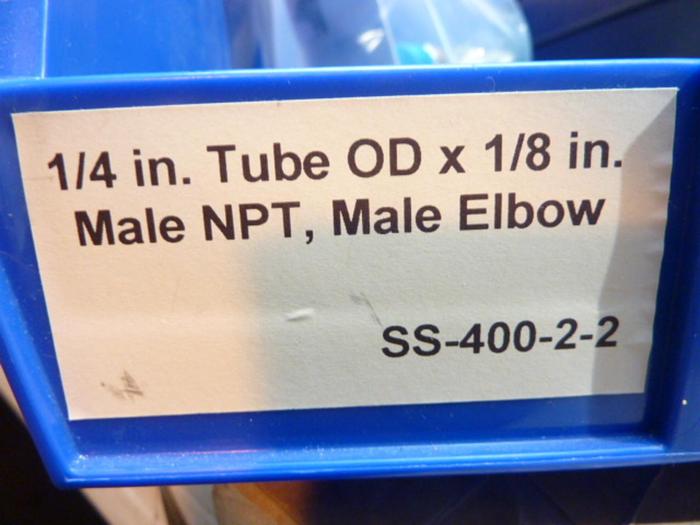 1/4 in. Tube OD x 1/8 in.
Male NPT, Male Elbow
SS-400-2-2